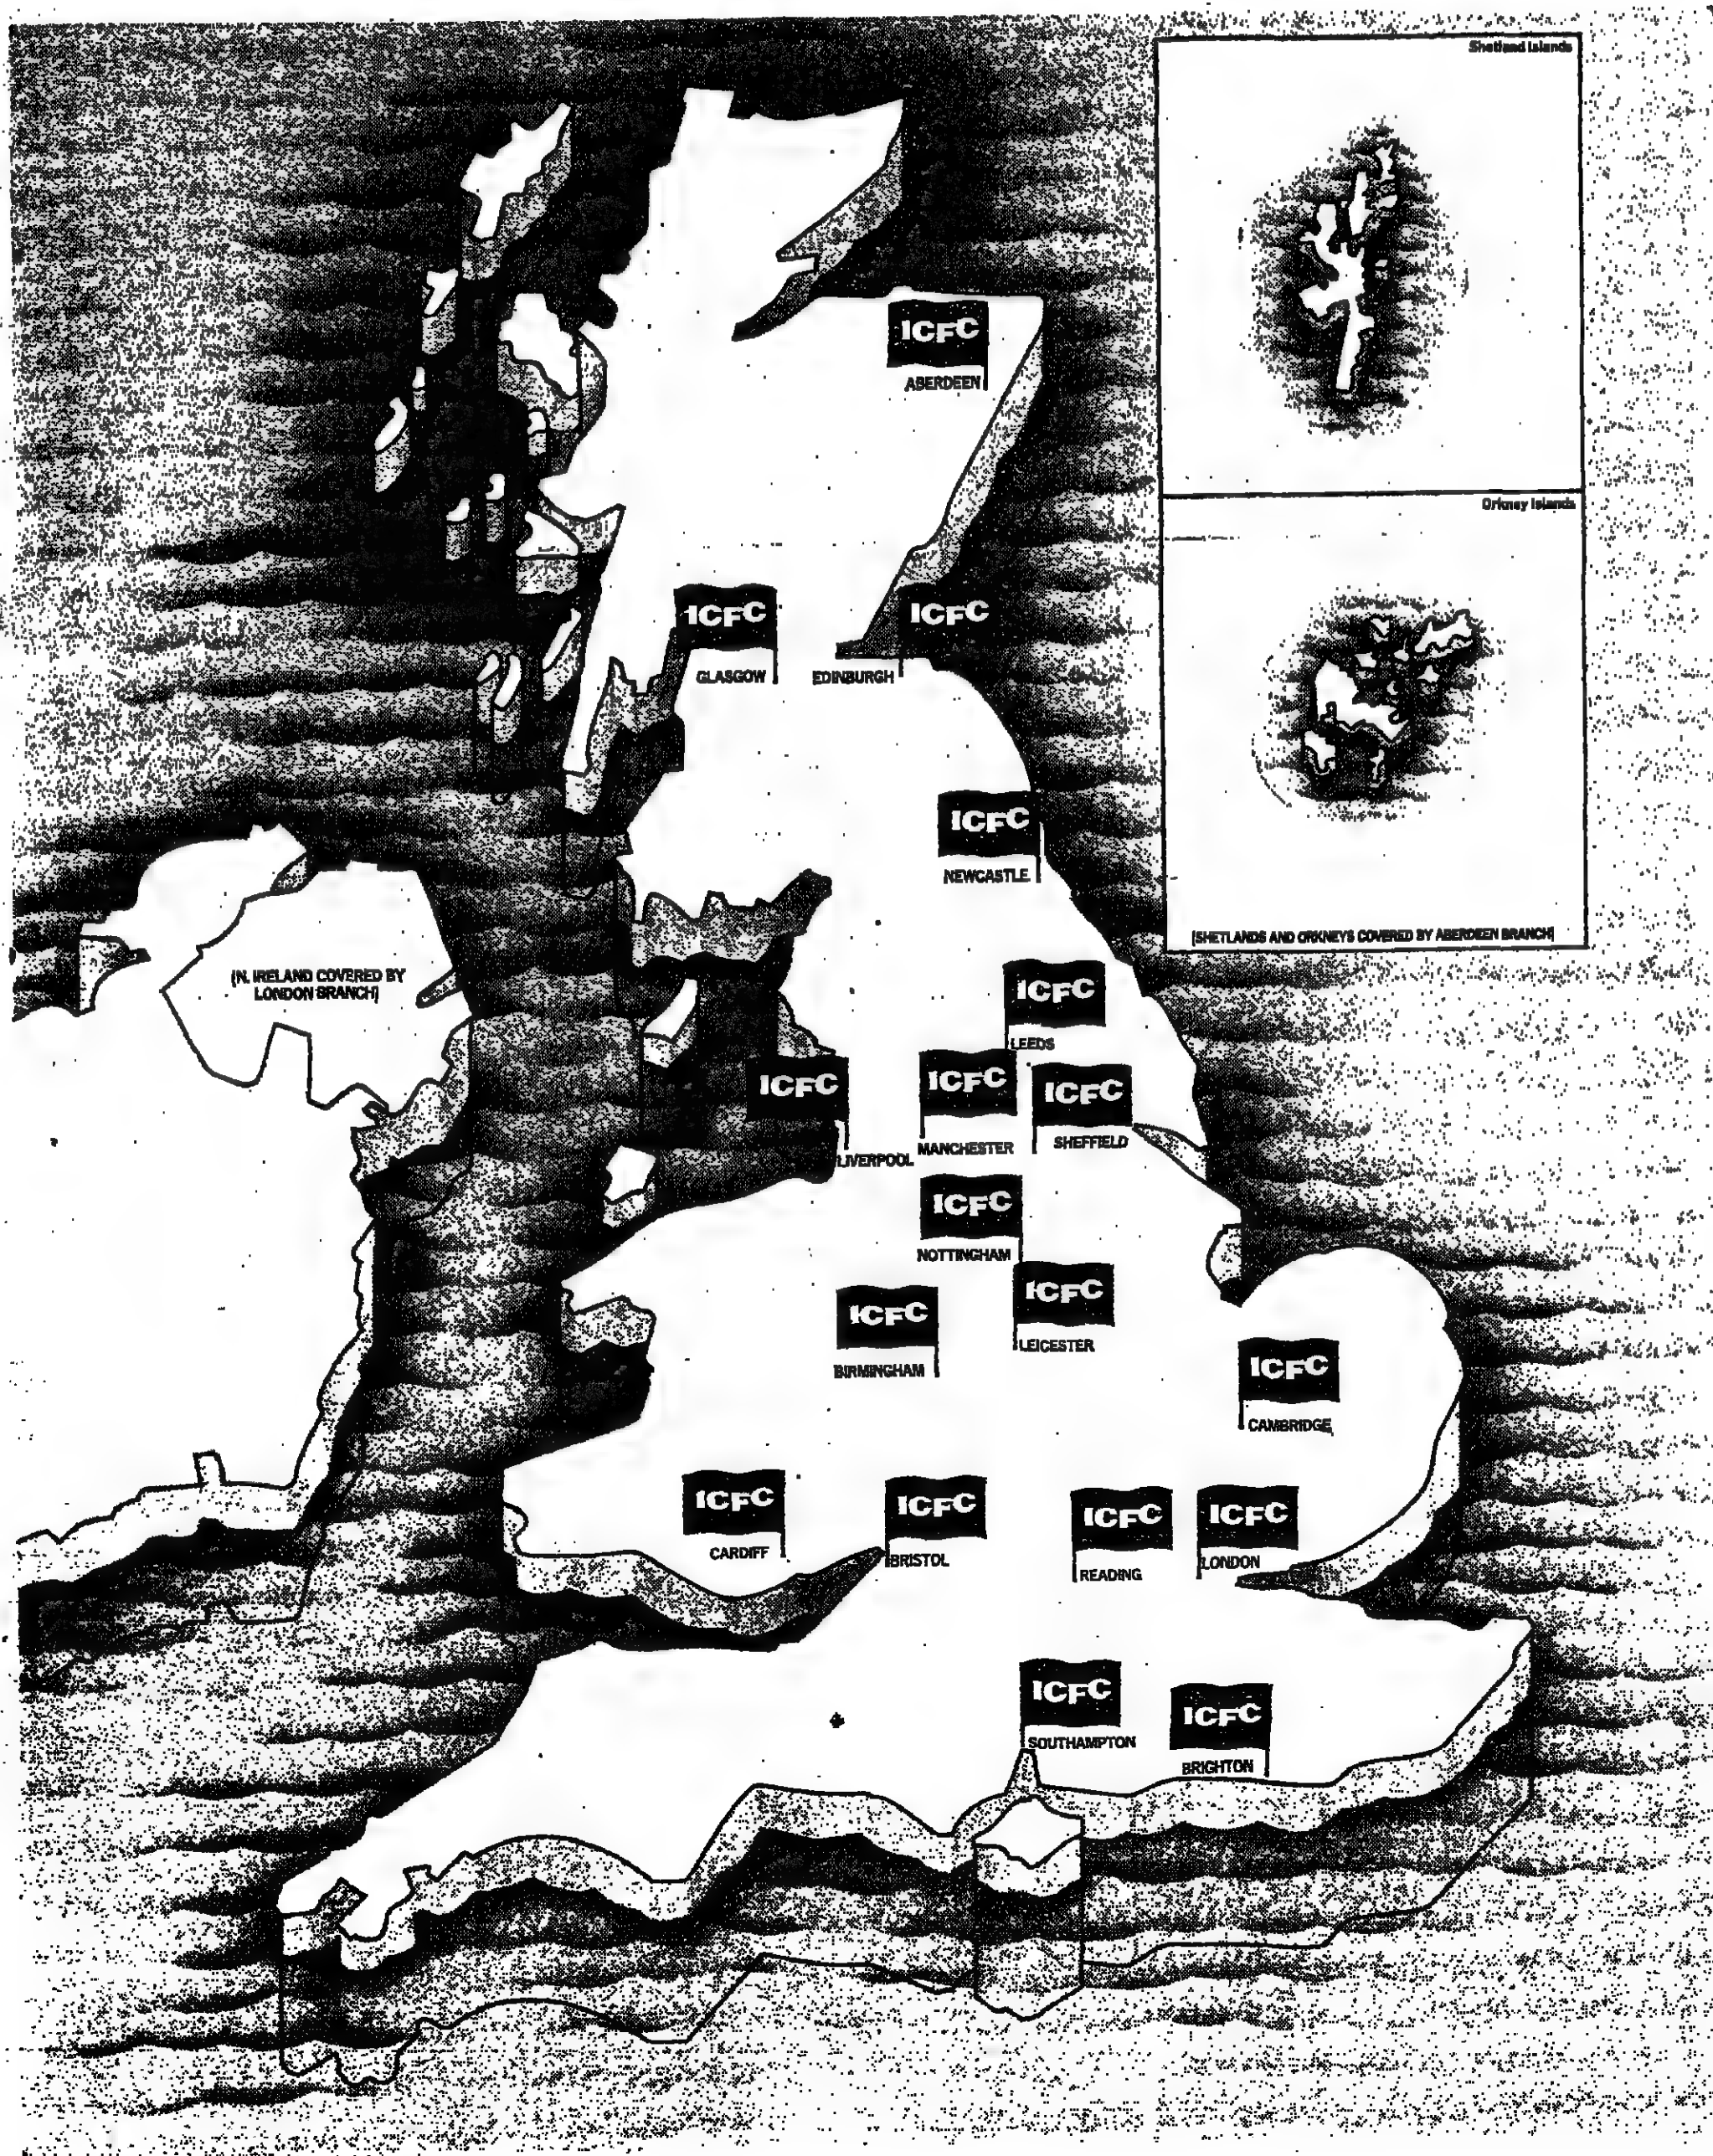 Shetland Islands
ICFC
ABERDEEN
Orkney Islands
ICFC
GLASGOW
ICFC
EDINBURGH
ICFC
NEWCASTLE
[SHETLANDS AND ORKNEYS COVERED BY ABERDEEN BRANCH]
[N. IRELAND COVERED BY
LONDON BRANCH]
ICFC
LEEDS
ICFC
LIVERPOOL
ICFC
MANCHESTER
ICFC
SHEFFIELD
ICFC
NOTTINGHAM
ICFC
LEICESTER
ICFC
BIRMINGHAM
ICFC
CAMBRIDGE
ICFC
CARDIFF
ICFC
BRISTOL
ICFC
READING
ICFC
LONDON
ICFC
SOUTHAMPTON
ICFC
BRIGHTON